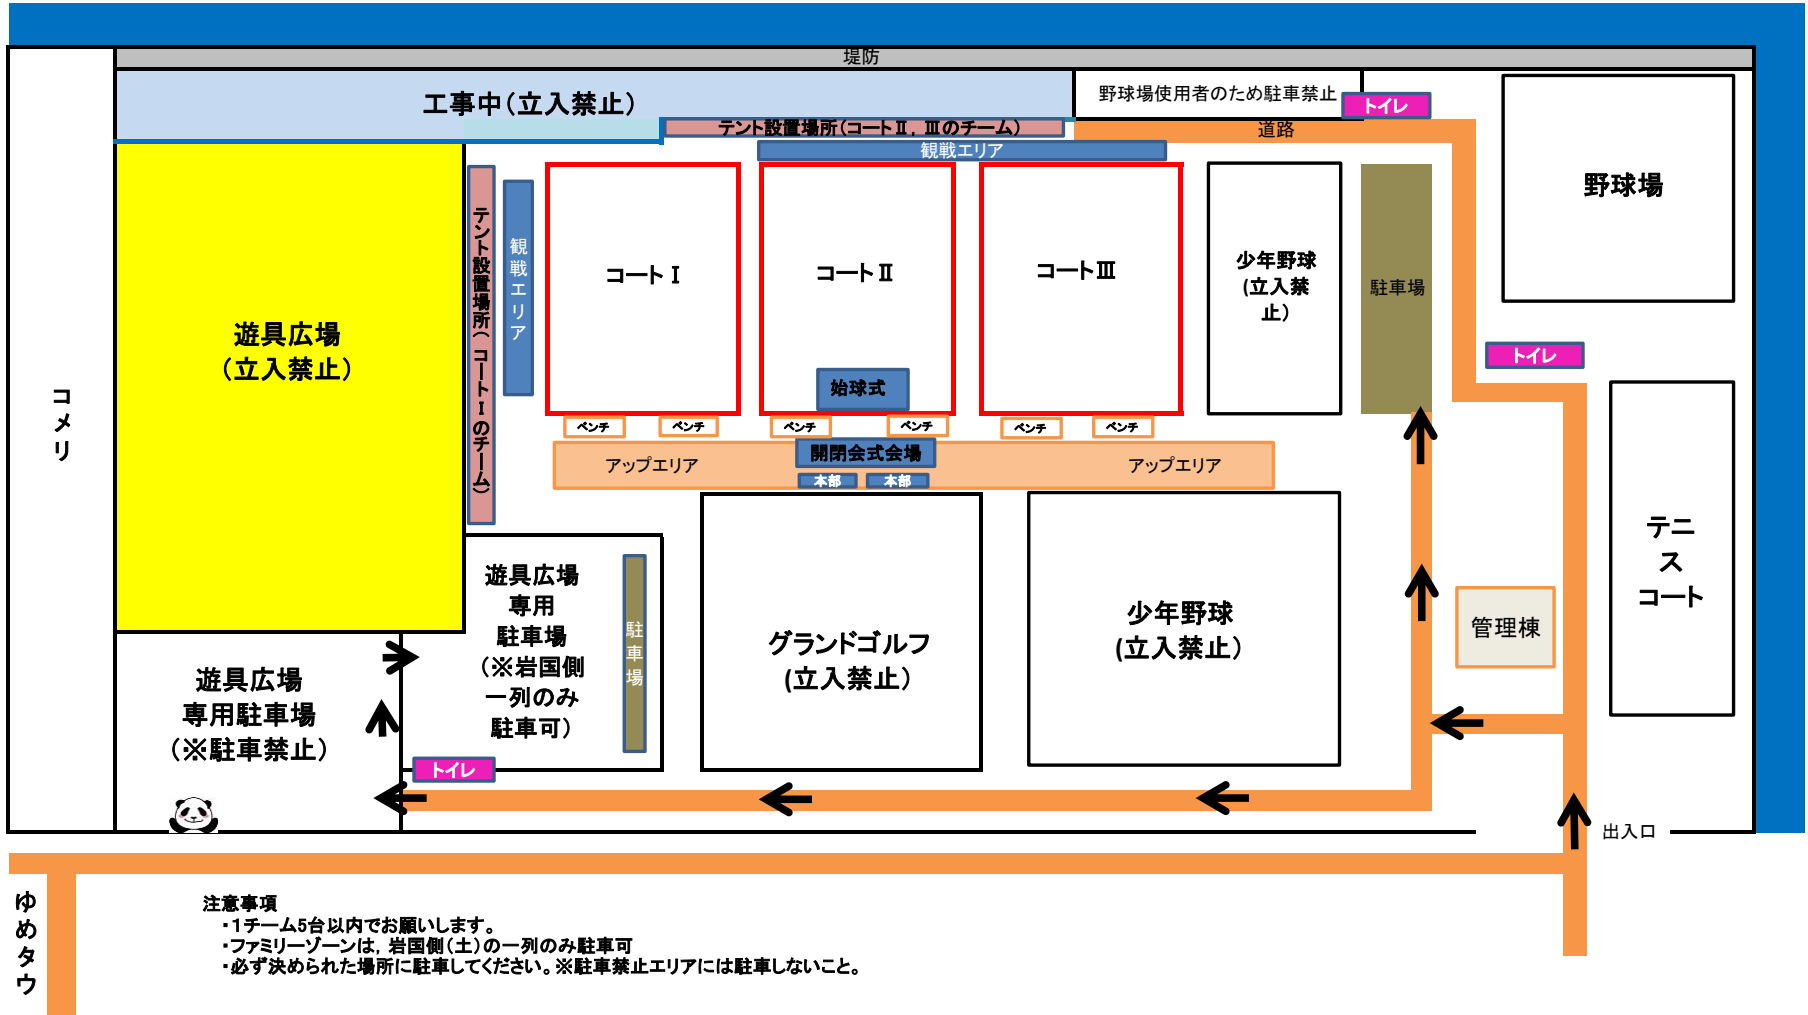 堤防
工事中(立入禁止)
野球場使用者のため駐車禁止
トイレ
テント設置場所(コートⅡ, Ⅲのチーム)
道路
観戦エリア
遊具広場
(立入禁止)
テント設置場所( コートⅠのチーム)
観戦エリア
コートⅠ
コートⅡ
コートⅢ
少年野球
(立入禁
止)
駐車場
野球場
トイレ
始球式
ベンチ
ベンチ
ベンチ
ベンチ
ベンチ
ベンチ
アップエリア
開閉会式会場
アップエリア
本部
本部
コメリ
テニ
ス
コート
遊具広場
専用
駐車場
(※岩国側
一列のみ
駐車可)
駐車場
グランドゴルフ
(立入禁止)
少年野球
(立入禁止)
管理棟
遊具広場
専用駐車場
(※駐車禁止)
トイレ
出入口
ゆめタウ
注意事項
・1チーム5台以内でお願いします。
・ファミリーゾーンは, 岩国側(土)の一列のみ駐車可
・必ず決められた場所に駐車してください。※駐車禁止エリアには駐車しないこと。